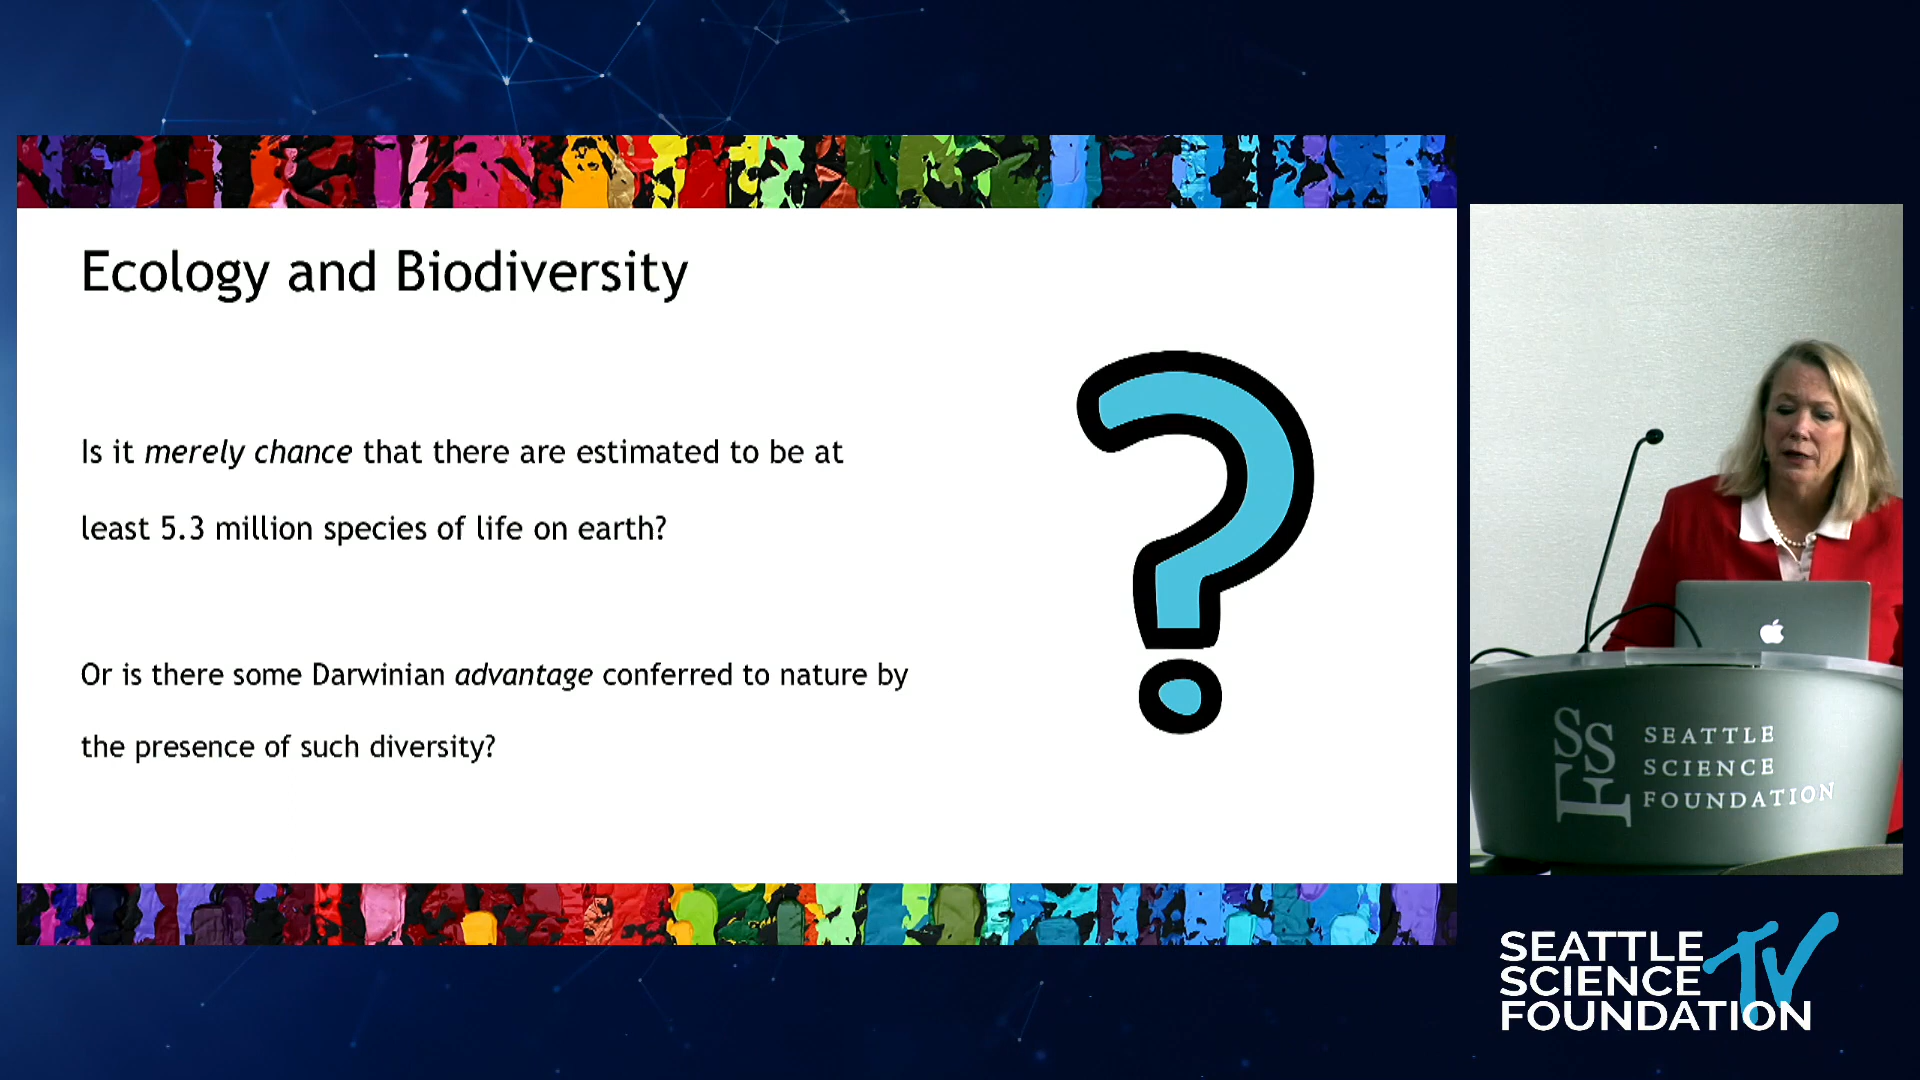 Ecology and Biodiversity
Is it merely chance that there are estimated to be at
least 5.3 million species of life on earth?
Or is there some Darwinian advantage conferred to nature by
the presence of such diversity?
SSF
SEATTLE
SCIENCE
FOUNDATION
SEATTLE
SCIENCE
FOUNDATION
TV